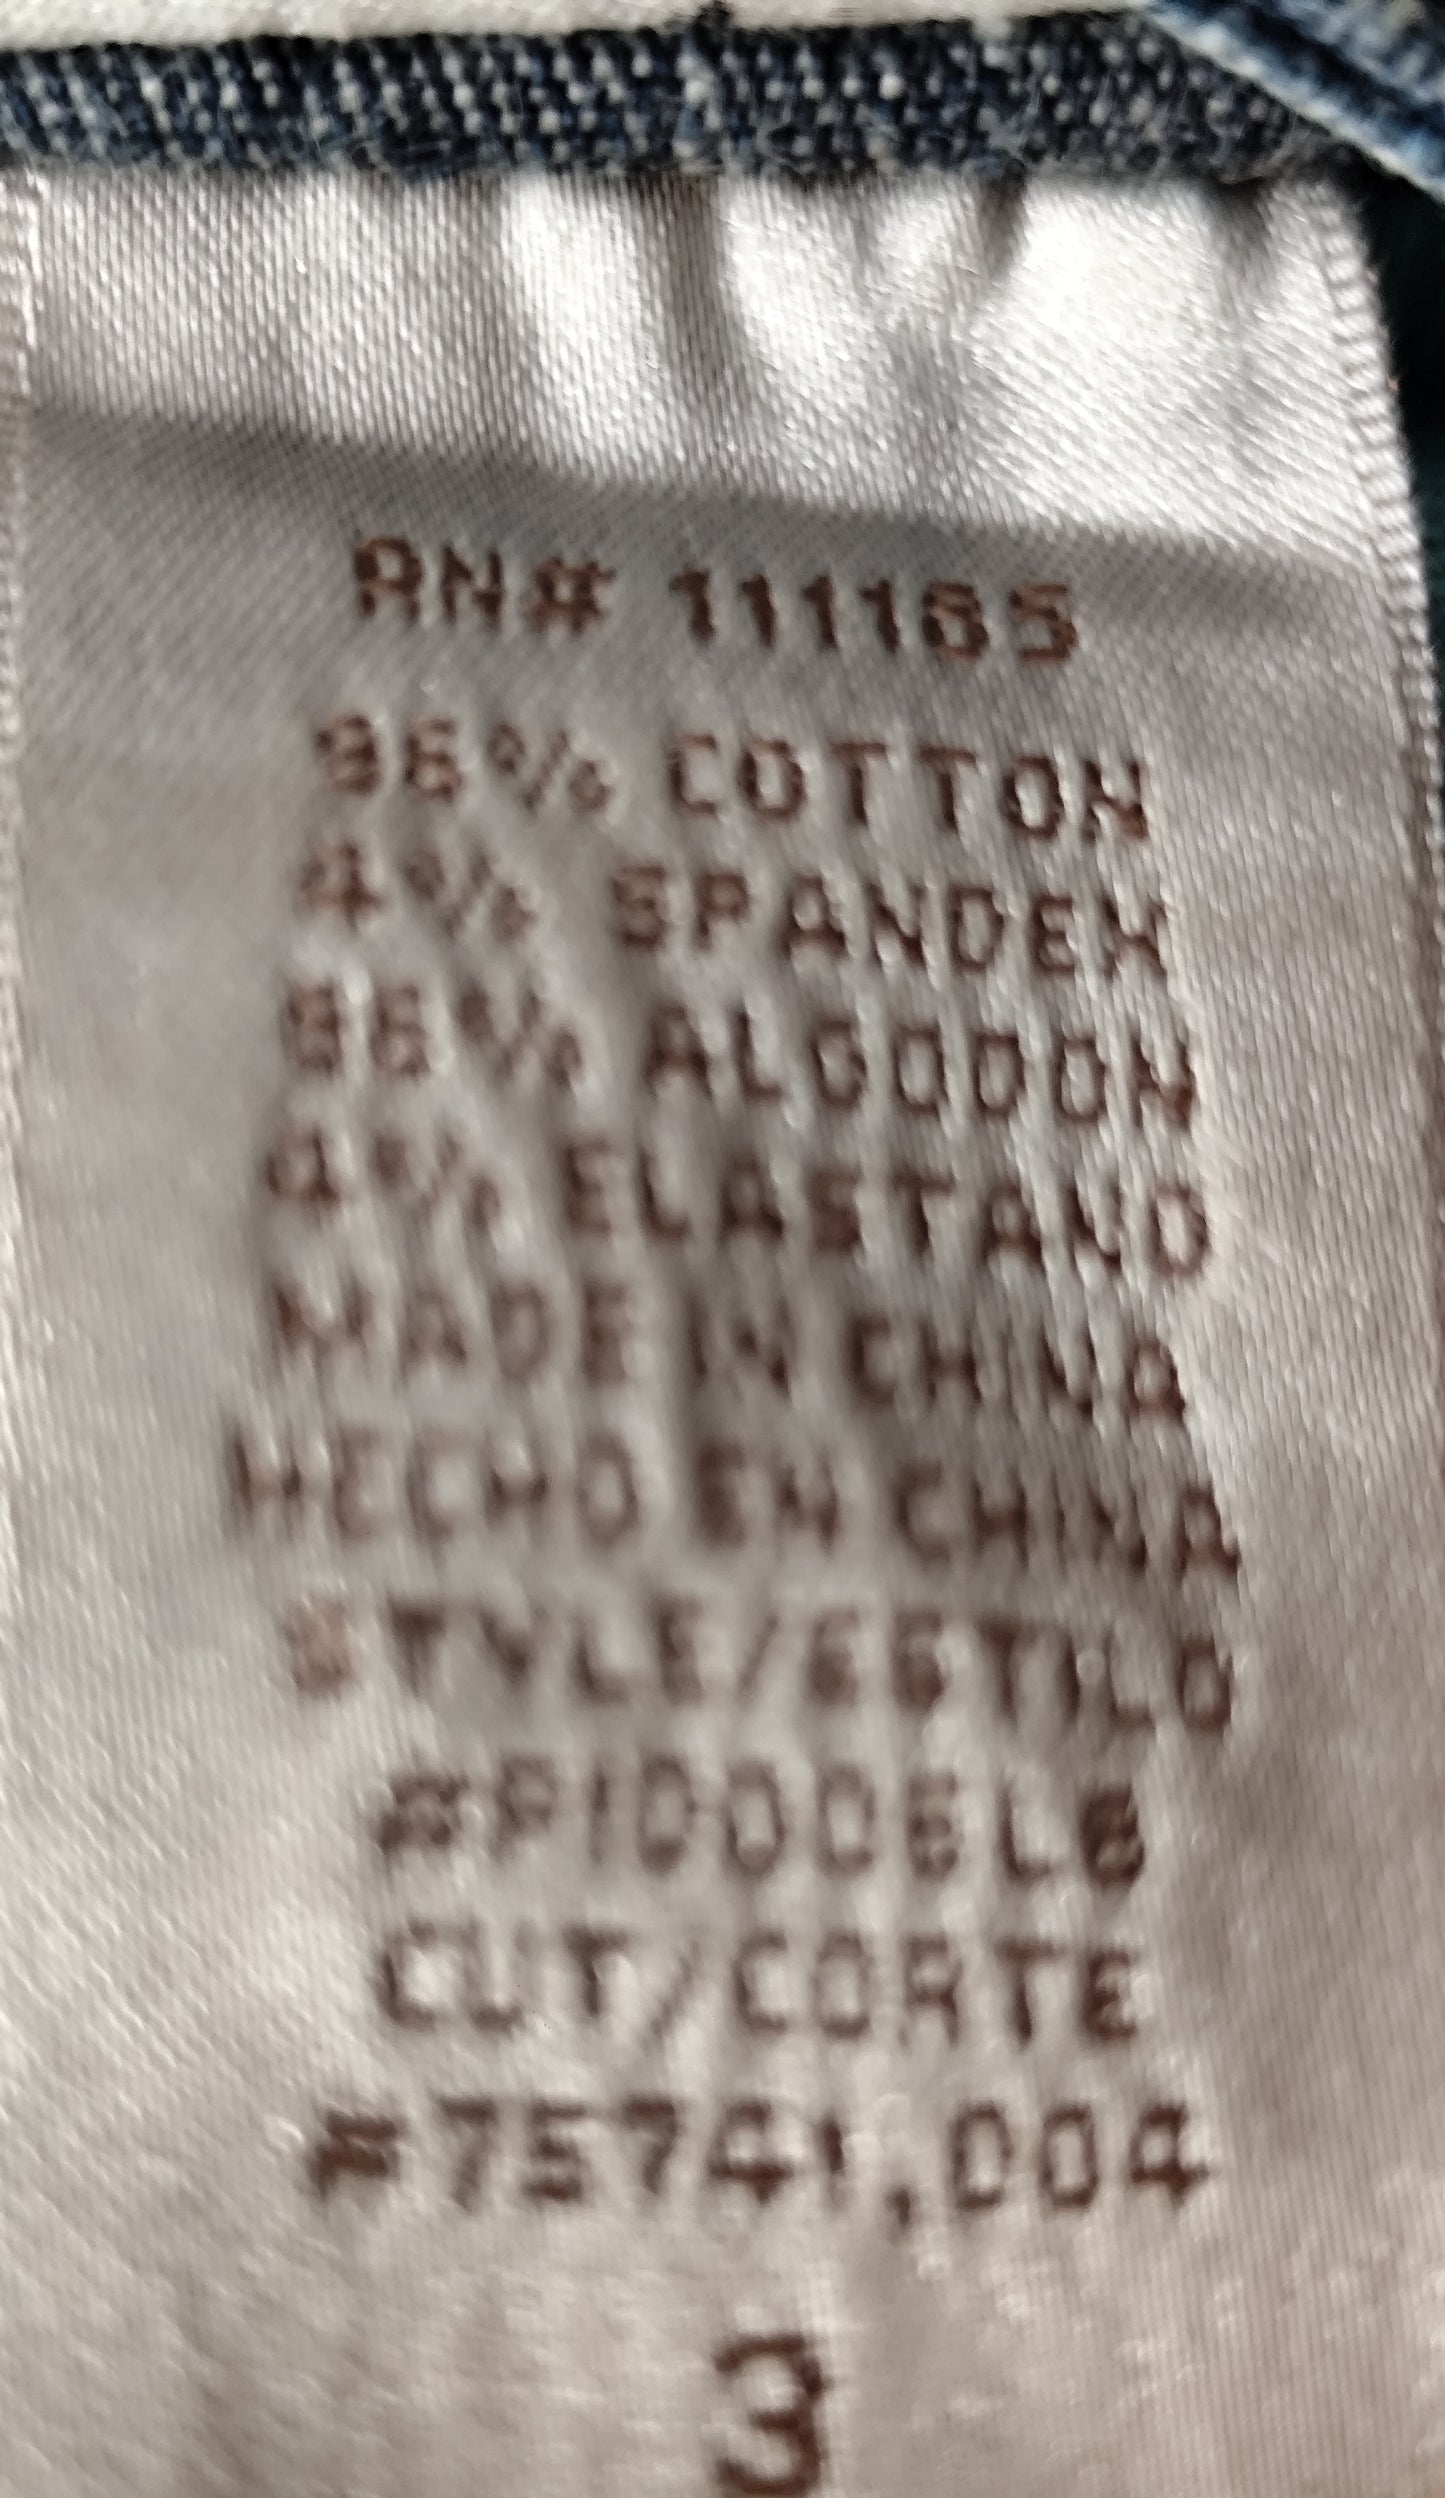 RN# 111165
96% COTTON
4% SPANDEX
96% ALGODON
4% ELASTANO
MADE IN CHINA
HECHO EN CHINA
STYLE/ESTILO
CUT/CORTE
#75741,004
3